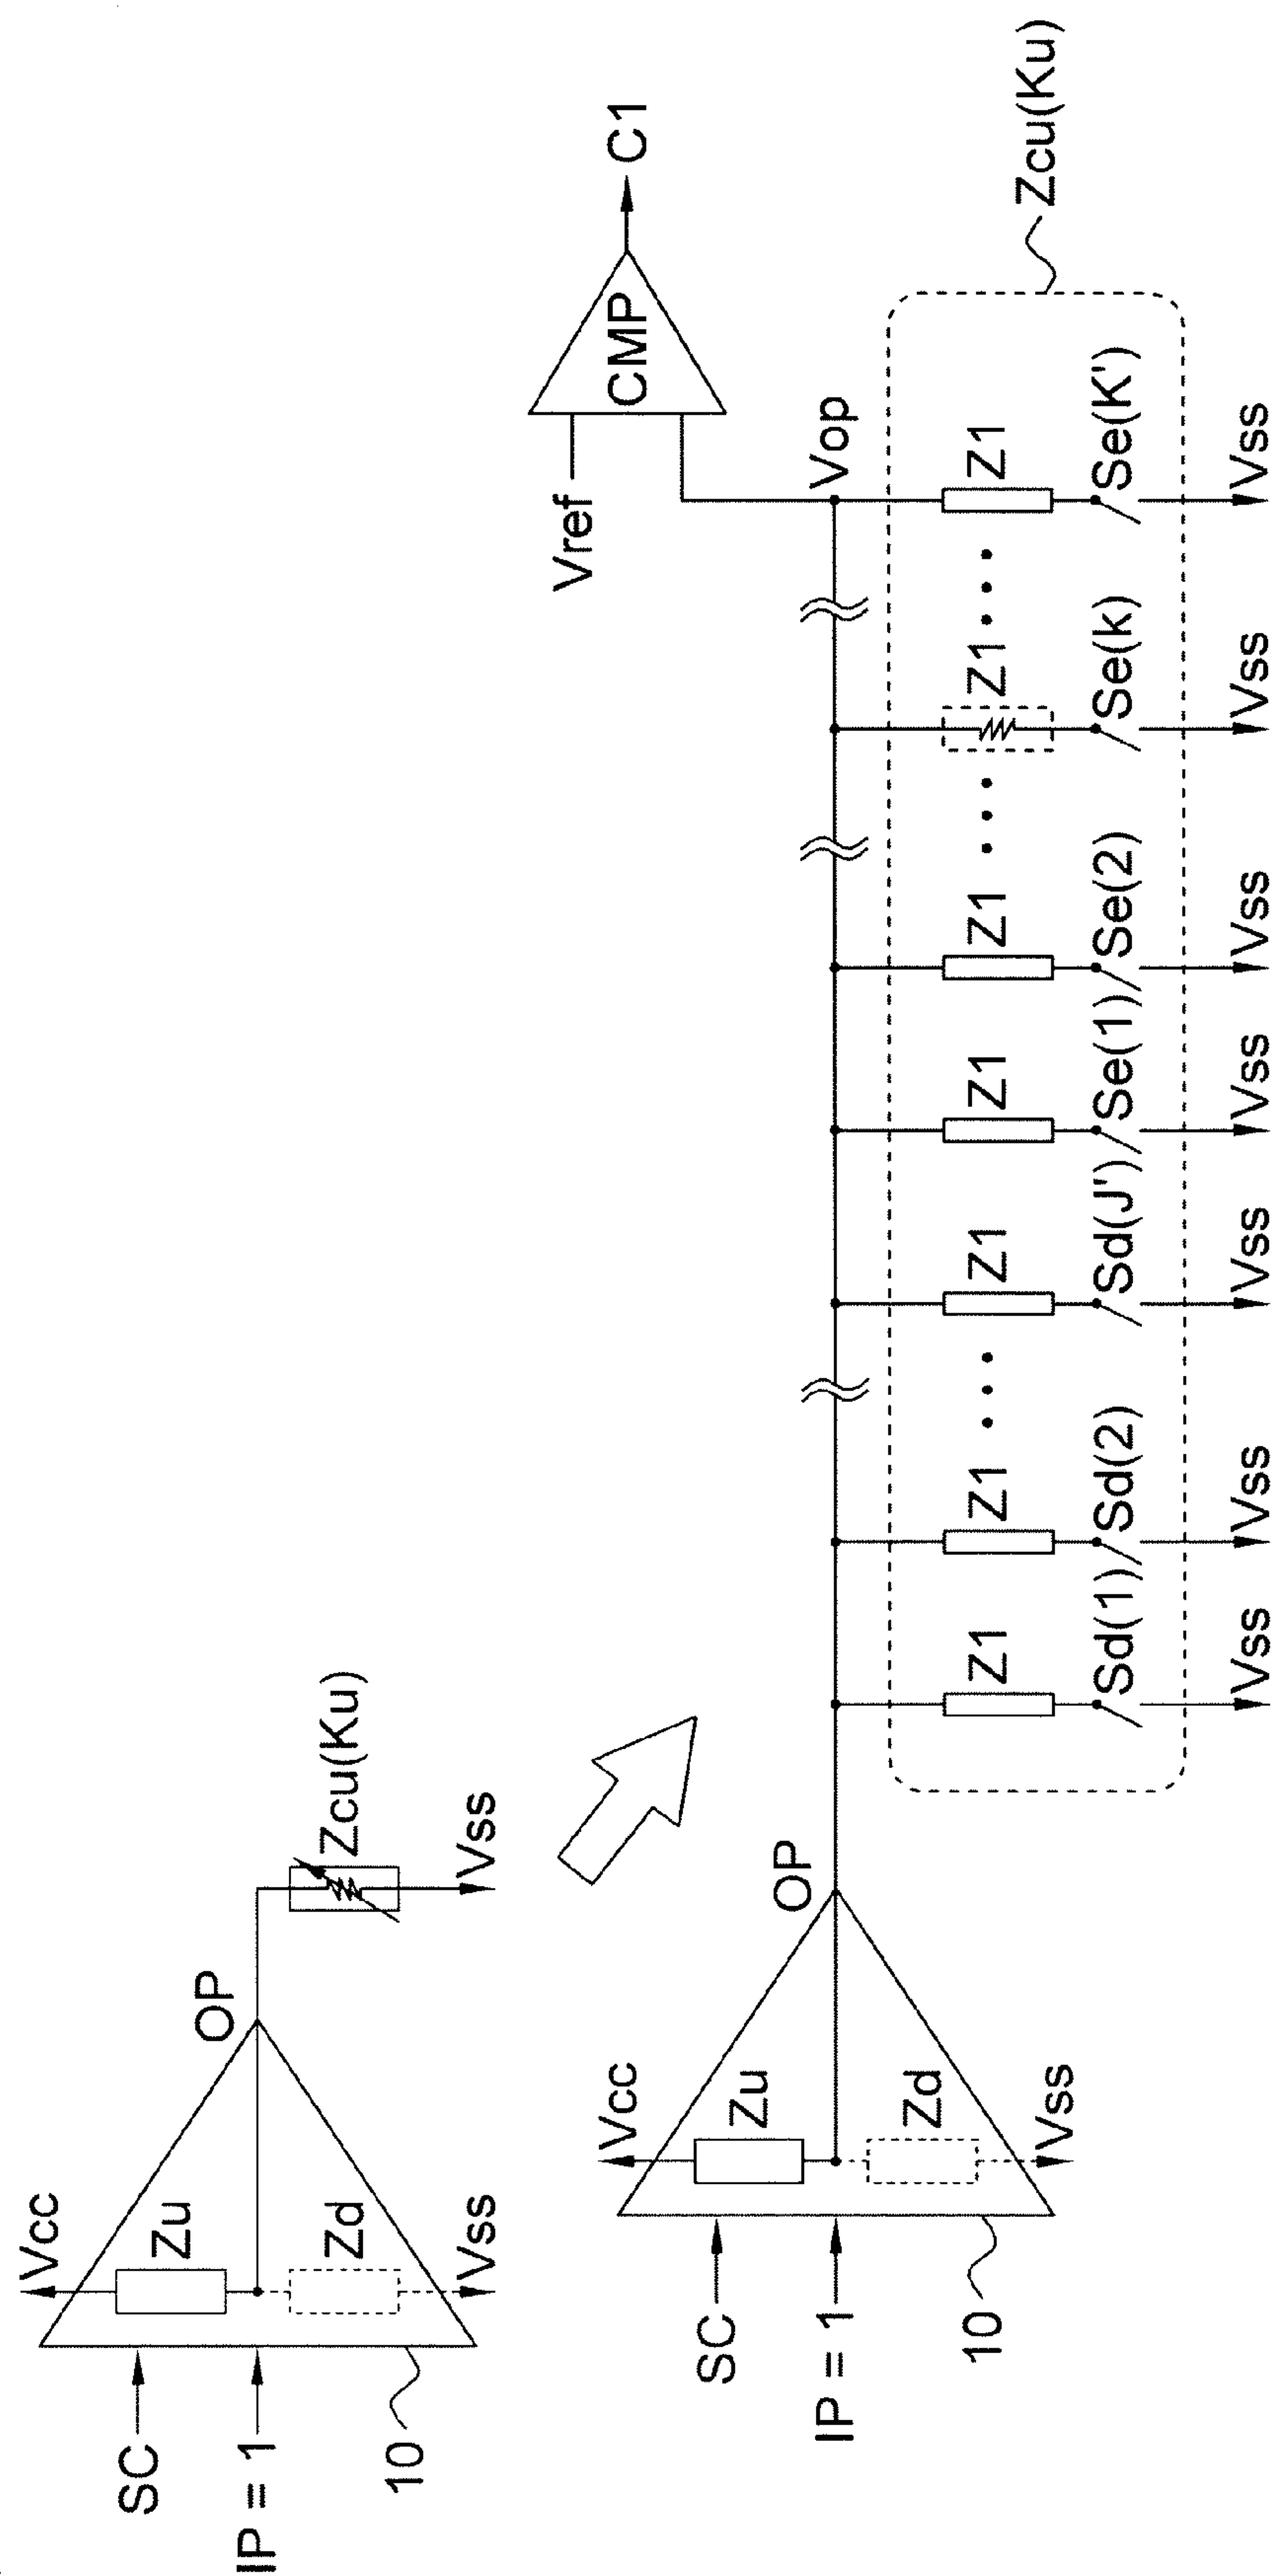 Vcc
SC
Zu
OP
IP = 1
Zd
Zcu(Ku)
10
Vss
Vss
Vref
CMP
C1
Vcc
SC
Zu
OP
Vop
IP = 1
Zd
10
Vss
Z1
Z1
Z1
Z1
Z1
Z1
Z1
Zcu(Ku)
Sd(1)
Sd(2)
Sd(J')
Se(1)
Se(2)
Se(k)
Se(K')
Vss
Vss
Vss
Vss
Vss
Vss
Vss